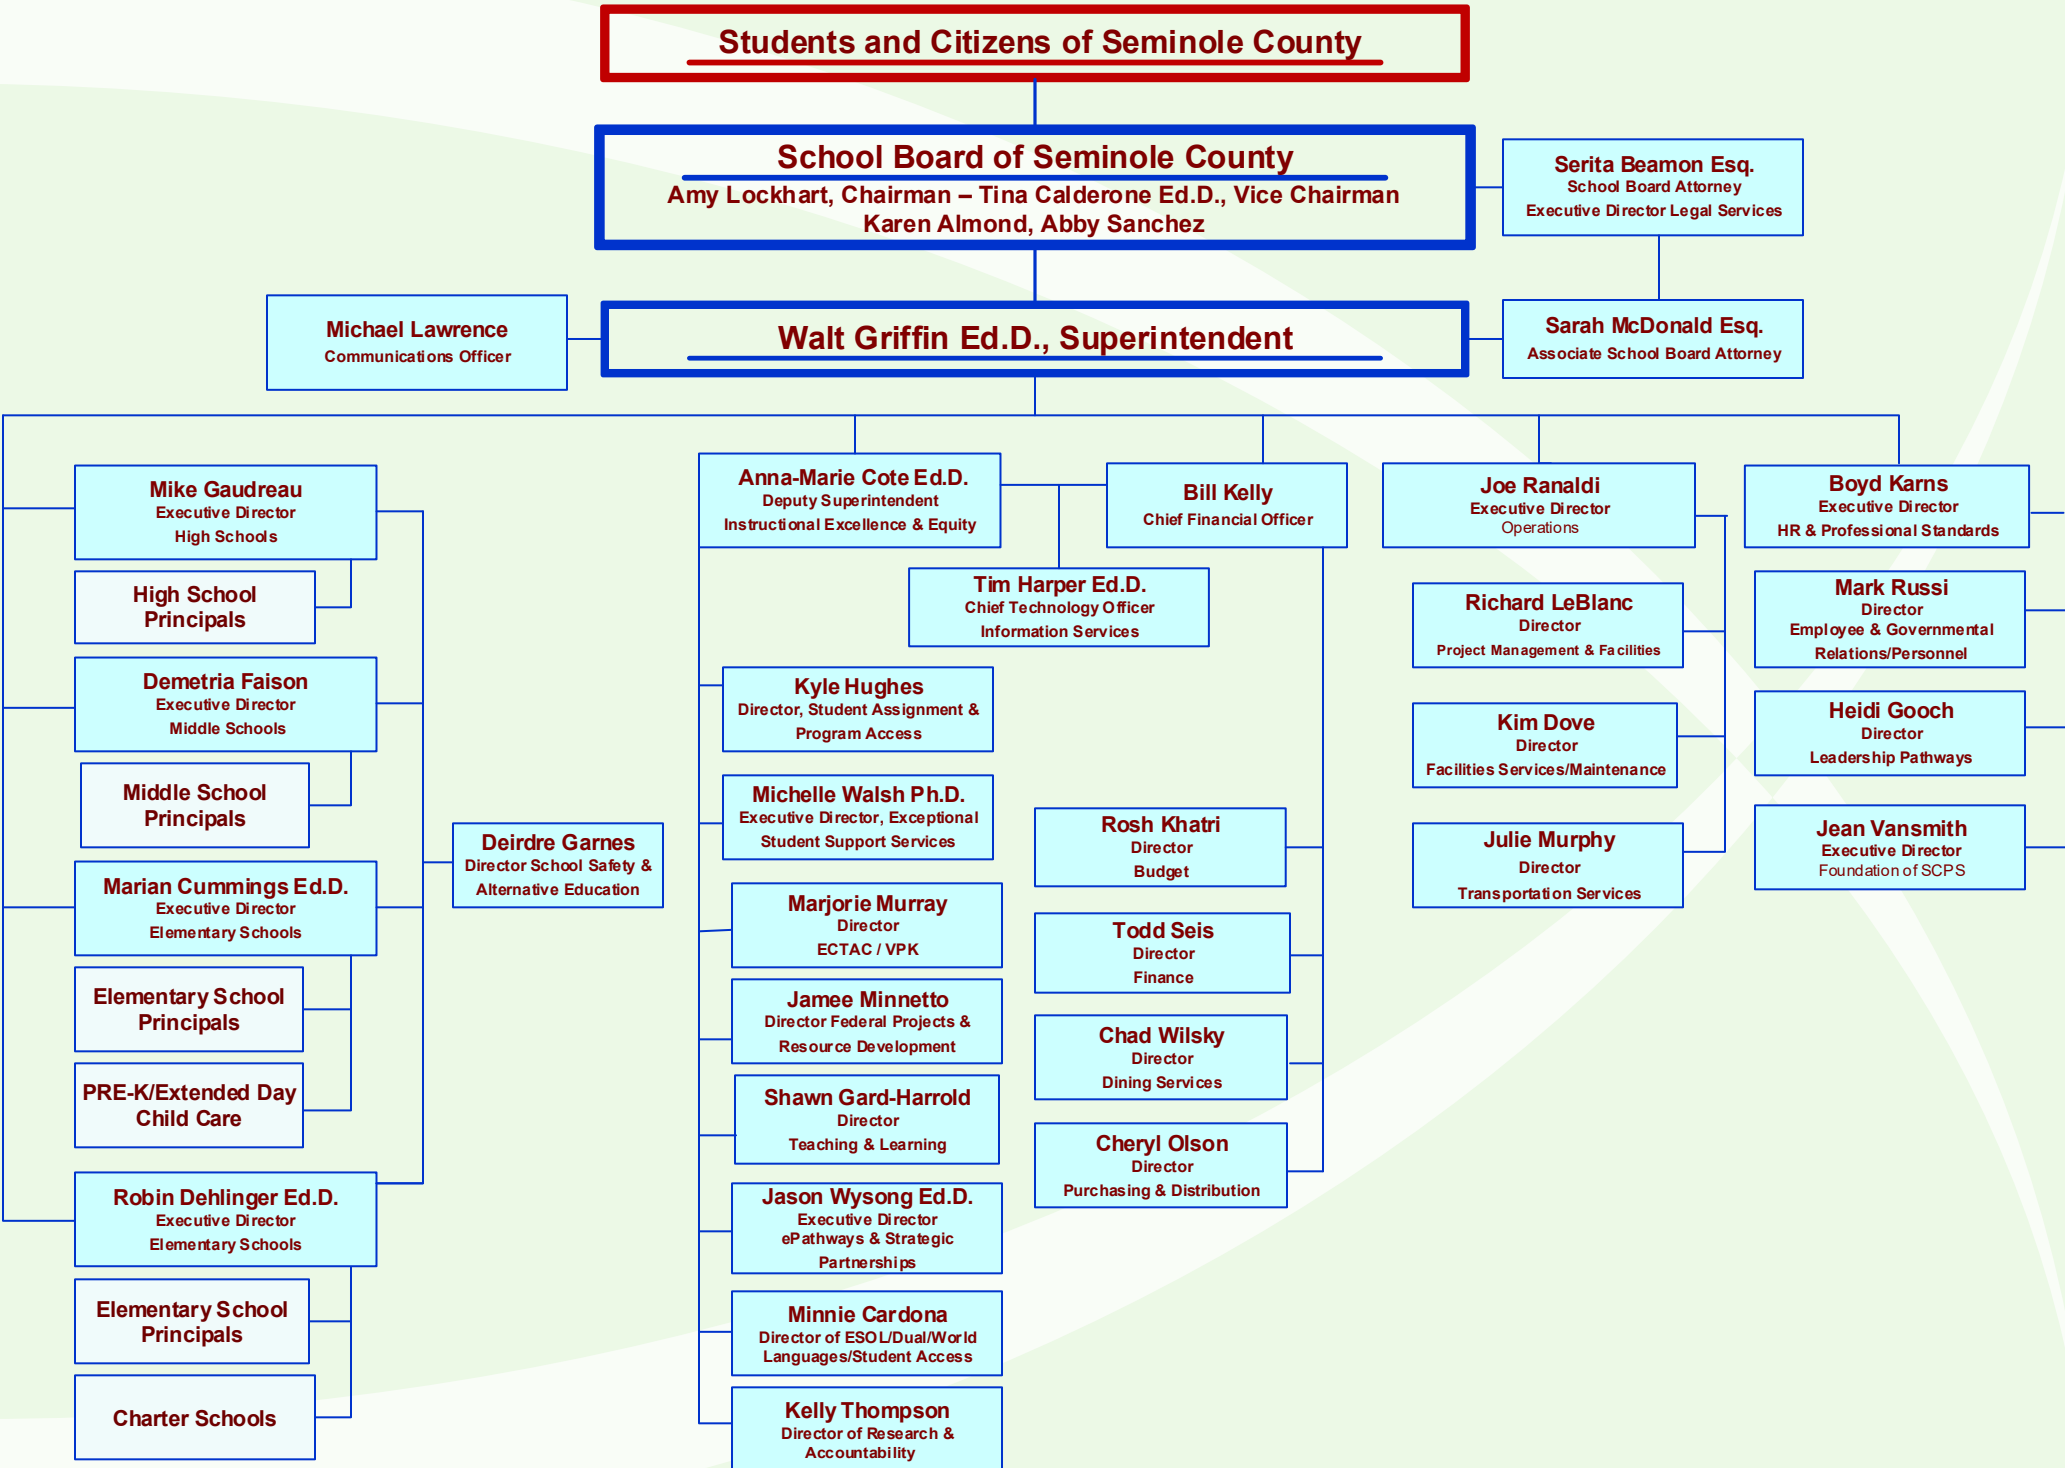 Students and Citizens of Seminole County
School Board of Seminole County
Amy Lockhart, Chairman – Tina Calderone Ed.D., Vice Chairman
Karen Almond, Abby Sanchez
Serita Beamon Esq.
School Board Attorney
Executive Director Legal Services
Michael Lawrence
Communications Officer
Walt Griffin Ed.D., Superintendent
Sarah McDonald Esq.
Associate School Board Attorney
Mike Gaudreau
Executive Director
High Schools
High School
Principals
Demetria Faison
Executive Director
Middle Schools
Middle School
Principals
Marian Cummings Ed.D.
Executive Director
Elementary Schools
Elementary School
Principals
PRE-K/Extended Day
Child Care
Robin Dehlinger Ed.D.
Executive Director
Elementary Schools
Elementary School
Principals
Charter Schools
Deirdre Garnes
Director School Safety &
Alternative Education
Anna-Marie Cote Ed.D.
Deputy Superintendent
Instructional Excellence & Equity
Bill Kelly
Chief Financial Officer
Tim Harper Ed.D.
Chief Technology Officer
Information Services
Kyle Hughes
Director, Student Assignment &
Program Access
Michelle Walsh Ph.D.
Executive Director, Exceptional
Student Support Services
Marjorie Murray
Director
ECTAC / VPK
Jamee Minnetto
Director Federal Projects &
Resource Development
Shawn Gard-Harrold
Director
Teaching & Learning
Jason Wysong Ed.D.
Executive Director
ePathways & Strategic
Partnerships
Minnie Cardona
Director of ESOL/Dual/World
Languages/Student Access
Kelly Thompson
Director of Research &
Accountability
Rosh Khatri
Director
Budget
Todd Seis
Director
Finance
Chad Wilsky
Director
Dining Services
Cheryl Olson
Director
Purchasing & Distribution
Joe Ranaldi
Executive Director
Operations
Richard LeBlanc
Director
Project Management & Facilities
Kim Dove
Director
Facilities Services/Maintenance
Julie Murphy
Director
Transportation Services
Boyd Karns
Executive Director
HR & Professional Standards
Mark Russi
Director
Employee & Governmental
Relations/Personnel
Heidi Gooch
Director
Leadership Pathways
Jean Vansmith
Executive Director
Foundation of SCPS